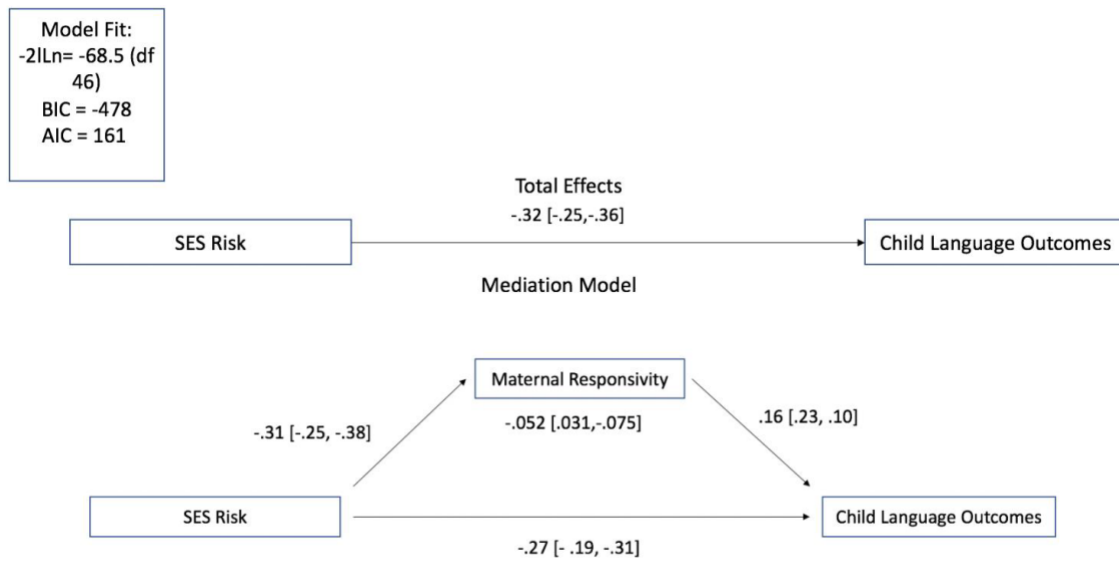 Model Fit:
-2lLn= -68.5 (df
46)
BIC = -478
AIC = 161
Total Effects
-.32 [-.25,-.36]
SES Risk
Child Language Outcomes
Mediation Model
Maternal Responsivity
-.31 [-.25, -.38]
-.052 [.031,-.075]
.16 [.23, .10]
SES Risk
Child Language Outcomes
-.27 [- .19, -.31]